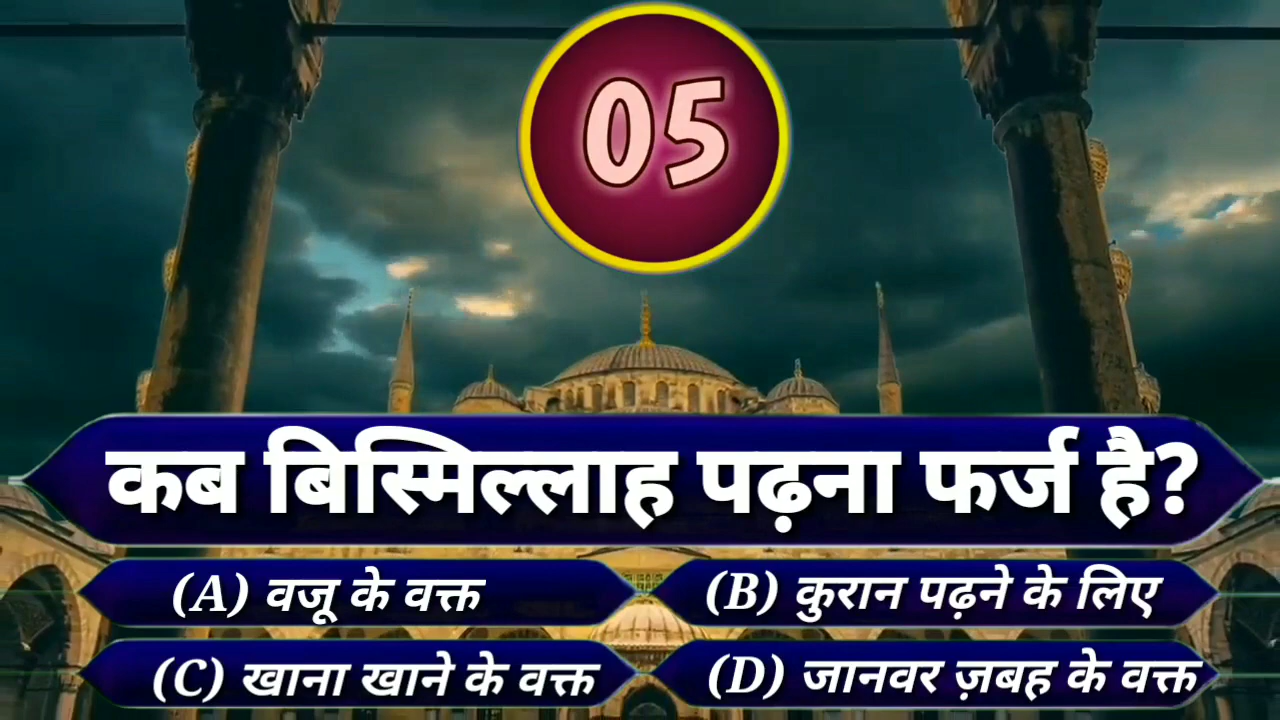 05
कब बिस्मिल्लाह पढ़ना फर्ज है?
(A) वजू के वक्त
(B) कुरान पढ़ने के लिए
(C) खाना खाने के वक्त
(D) जानवर ज़बह के वक्त